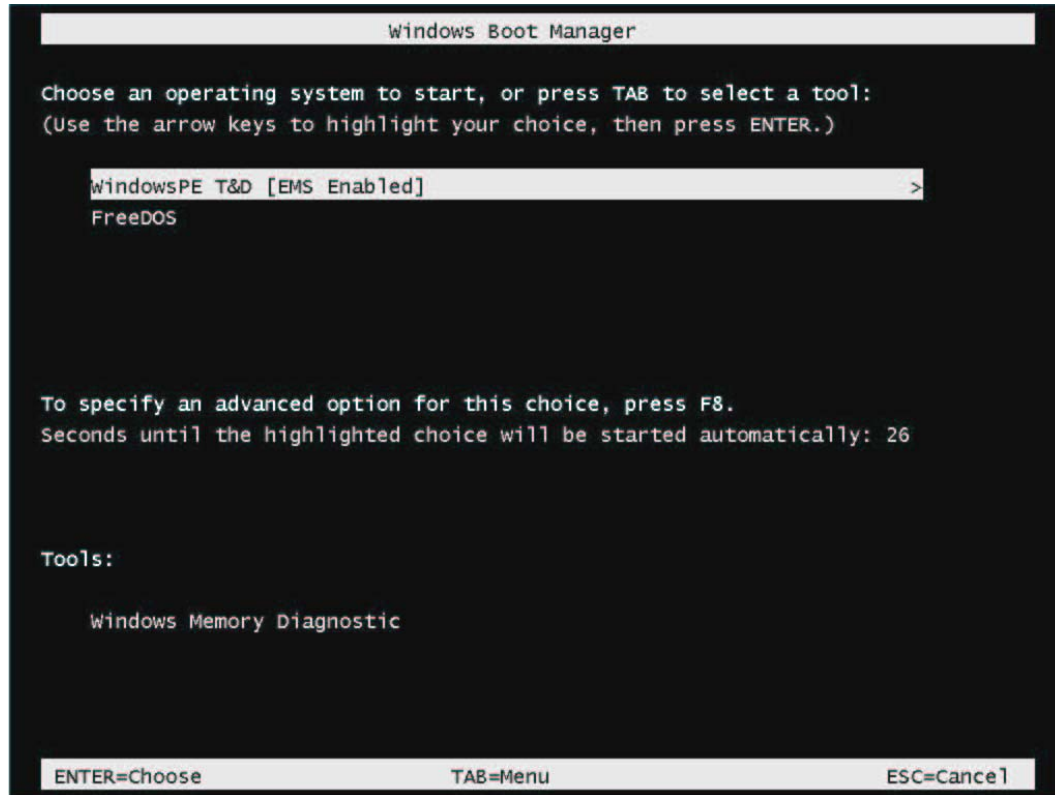 Windows Boot Manager
Choose an operating system to start, or press TAB to select a tool:
(Use the arrow keys to highlight your choice, then press ENTER.)
WindowsPE T&D [EMS Enabled] >
FreeDOS
To specify an advanced option for this choice, press F8.
Seconds until the highlighted choice will be started automatically: 26
Tools:
Windows Memory Diagnostic
ENTER=Choose TAB=Menu ESC=Cancel